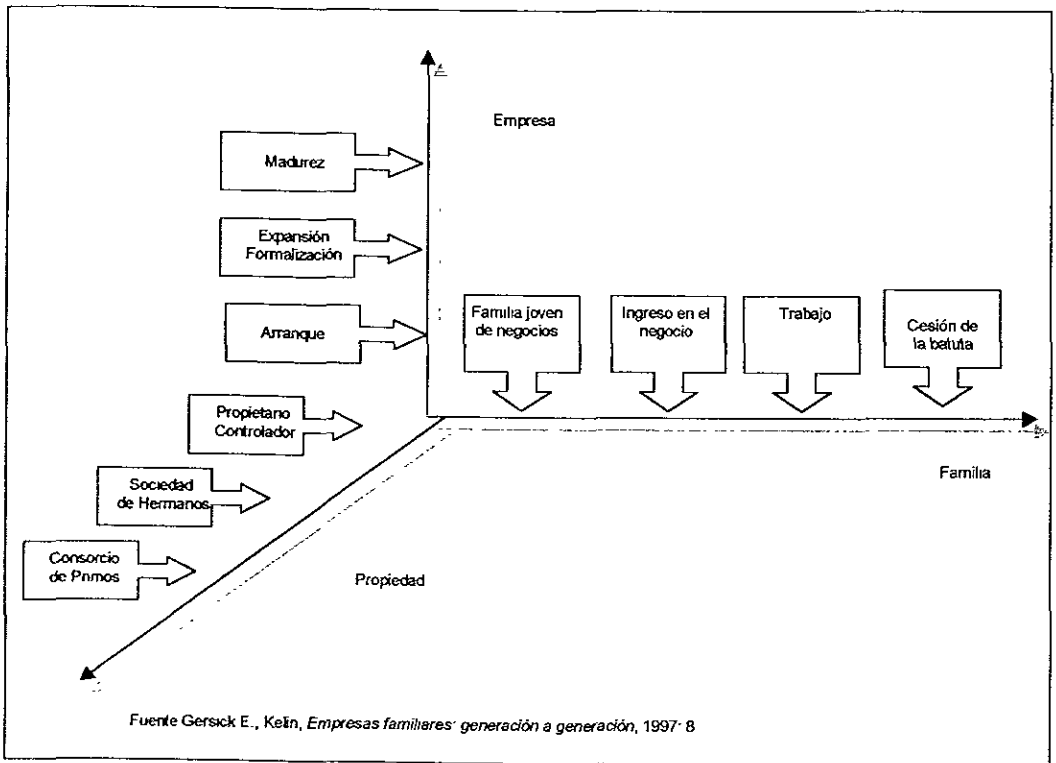 Empresa
Madurez
Expansión
Formalización
Arranque
Familia joven
de negocios
Ingreso en el
negocio
Trabajo
Cesión de
la batuta
Propietario
Controlador
Sociedad
de Hermanos
Consorcio
de Primos
Familia
Propiedad
Fuente Gersick E., Kelin, Empresas familiares: generación a generación, 1997: 8